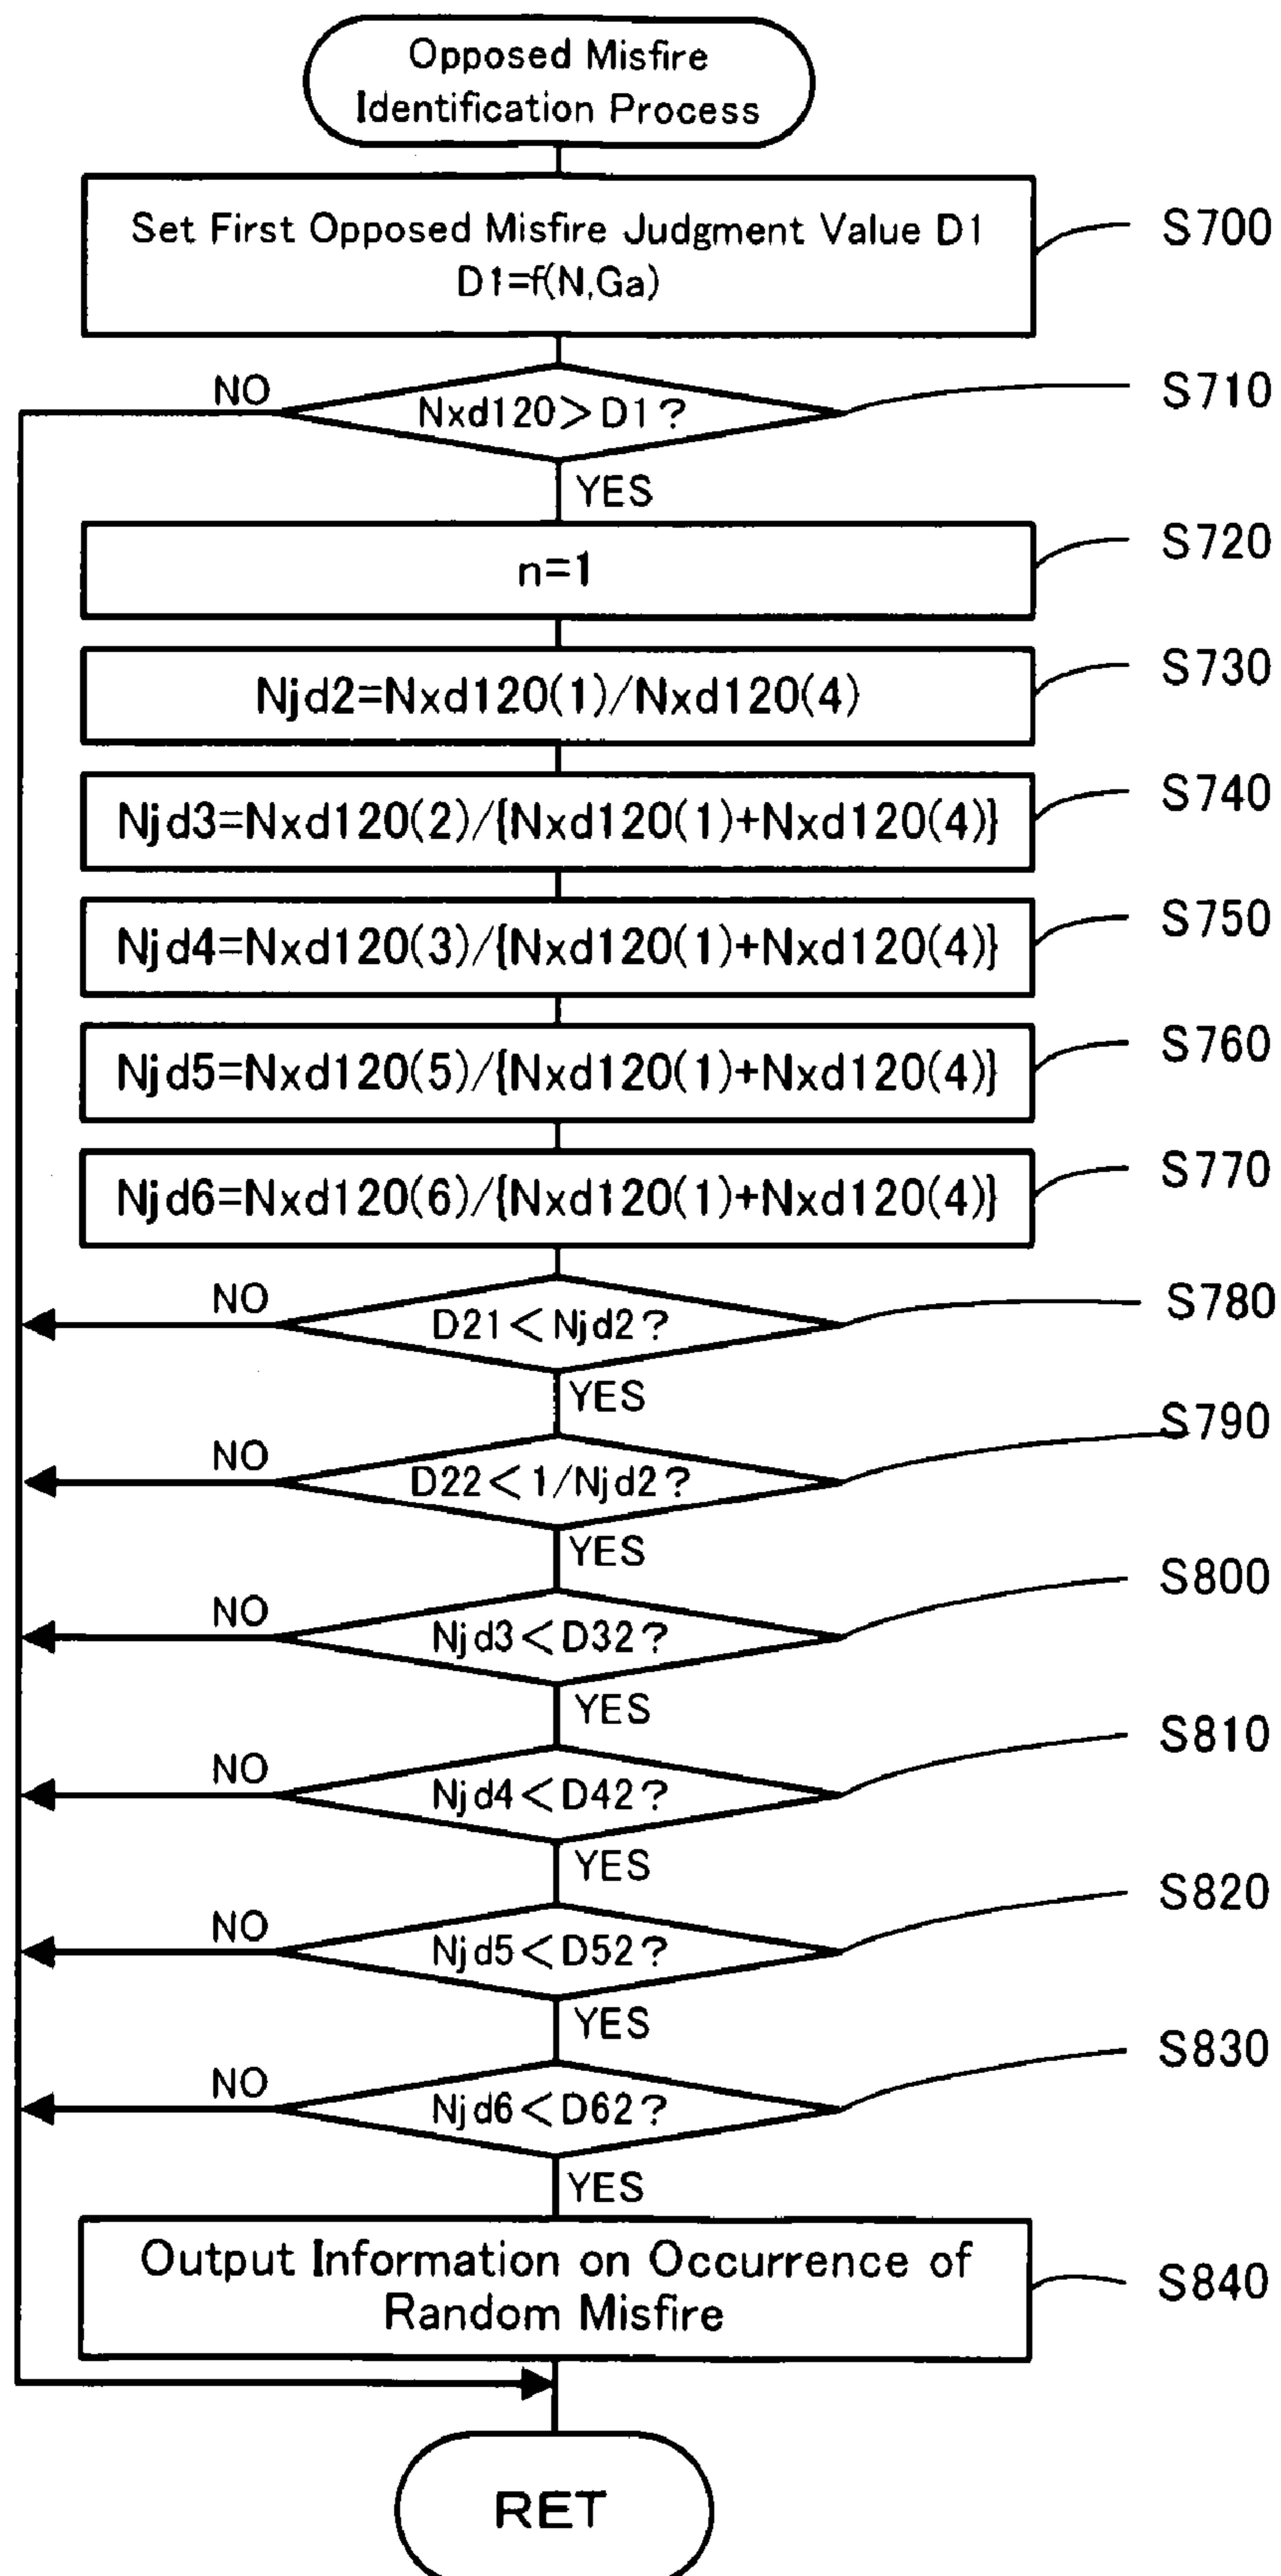 Opposed Misfire
Identification Process
Set First Opposed Misfire Judgment Value D1
D1=f(N,Ga)
S700
NO
Nxd120>D1?
S710
YES
n=1
S720
Njd2=Nxd120(1)/Nxd120(4)
S730
Njd3=Nxd120(2)/{Nxd120(1)+Nxd120(4)}
S740
Njd4=Nxd120(3)/{Nxd120(1)+Nxd120(4)}
S750
Njd5=Nxd120(5)/{Nxd120(1)+Nxd120(4)}
S760
Njd6=Nxd120(6)/{Nxd120(1)+Nxd120(4)}
S770
NO
D21<Njd2?
S780
YES
NO
D22<1/Njd2?
S790
YES
NO
Njd3<D32?
S800
YES
NO
Njd4<D42?
S810
YES
NO
Njd5<D52?
S820
YES
NO
Njd6<D62?
S830
YES
Output Information on Occurrence of
Random Misfire
S840
RET